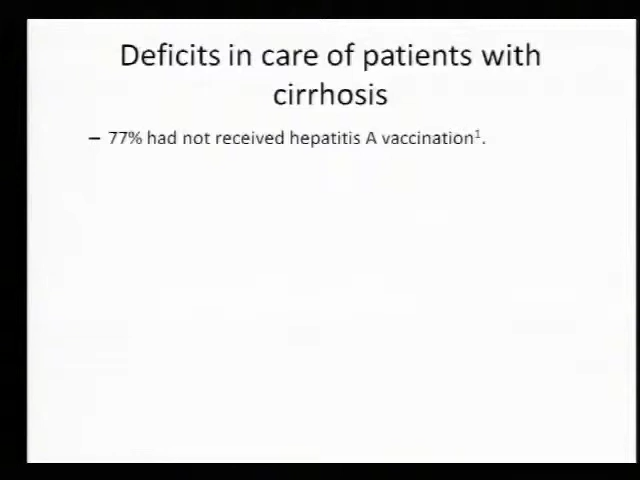 Deficits in care of patients with
cirrhosis
– 77% had not received hepatitis A vaccination¹.